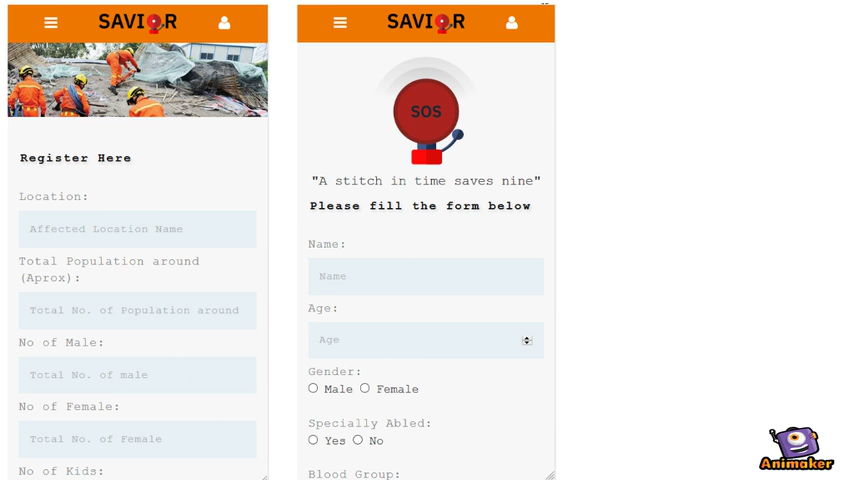 SAVIOR
Register Here
Location:
Affected Location Name
Total Population around
(Aprox):
Total No. of Population around
No of Male:
Total No. of male
No of Female:
Total No. of Female
No of Kids:
SAVIOR
SOS
"A stitch in time saves nine"
Please fill the form below
Name:
Name
Age:
Age
Gender:
Male Female
Specially Abled:
Yes No
Blood Group:
Animaker